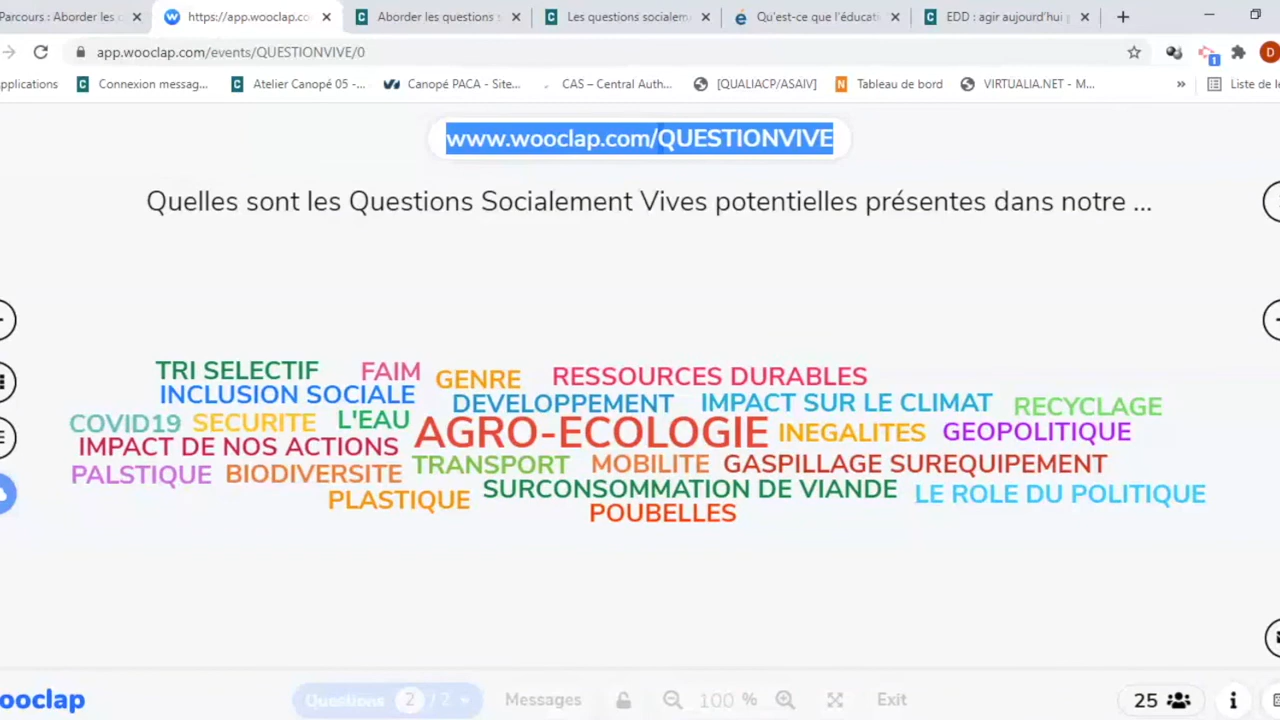 Parcours : Aborder les
https://app.wooclap.co
Aborder les questions
Les questions socialem
Qu'est-ce que l'éducat
EDD : agir aujourd'hui
app.wooclap.com/events/QUESTIONVIVE/0
D
1
pplications
Connexion messag...
Atelier Canopé 05 -...
Canopé PACA - Site...
CAS – Central Auth...
[QUALIACP/ASAIV]
Tableau de bord
VIRTUALIA.NET - M...
»
Liste de le
www.wooclap.com/QUESTIONVIVE
Quelles sont les Questions Socialement Vives potentielles présentes dans notre ...
TRI SELECTIF FAIM GENRE RESSOURCES DURABLES
INCLUSION SOCIALE DEVELOPPEMENT IMPACT SUR LE CLIMAT RECYCLAGE
COVID19 SECURITE L'EAU AGRO-ECOLOGIE INEGALITES GEOPOLITIQUE
IMPACT DE NOS ACTIONS TRANSPORT MOBILITE GASPILLAGE SUREQUIPEMENT
PALSTIQUE BIODIVERSITE SURCONSOMMATION DE VIANDE LE ROLE DU POLITIQUE
PLASTIQUE POUBELLES
ooclap
Questions 2 / 2
Messages
100 %
Exit
25